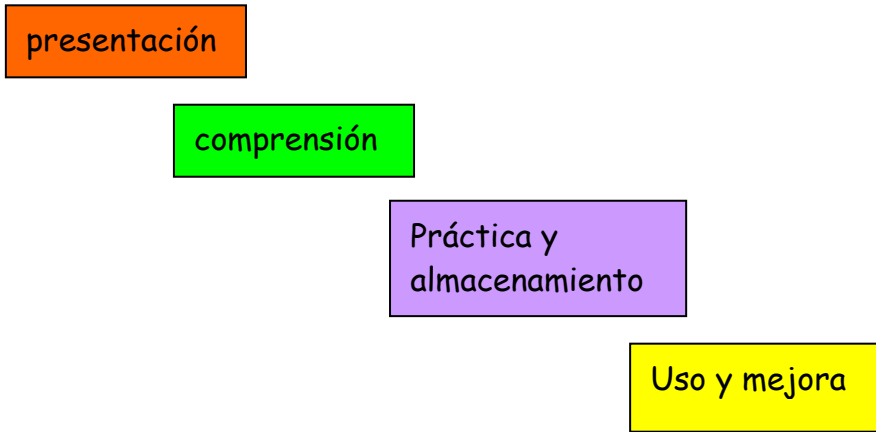 presentación
comprensión
Práctica y
almacenamiento
Uso y mejora